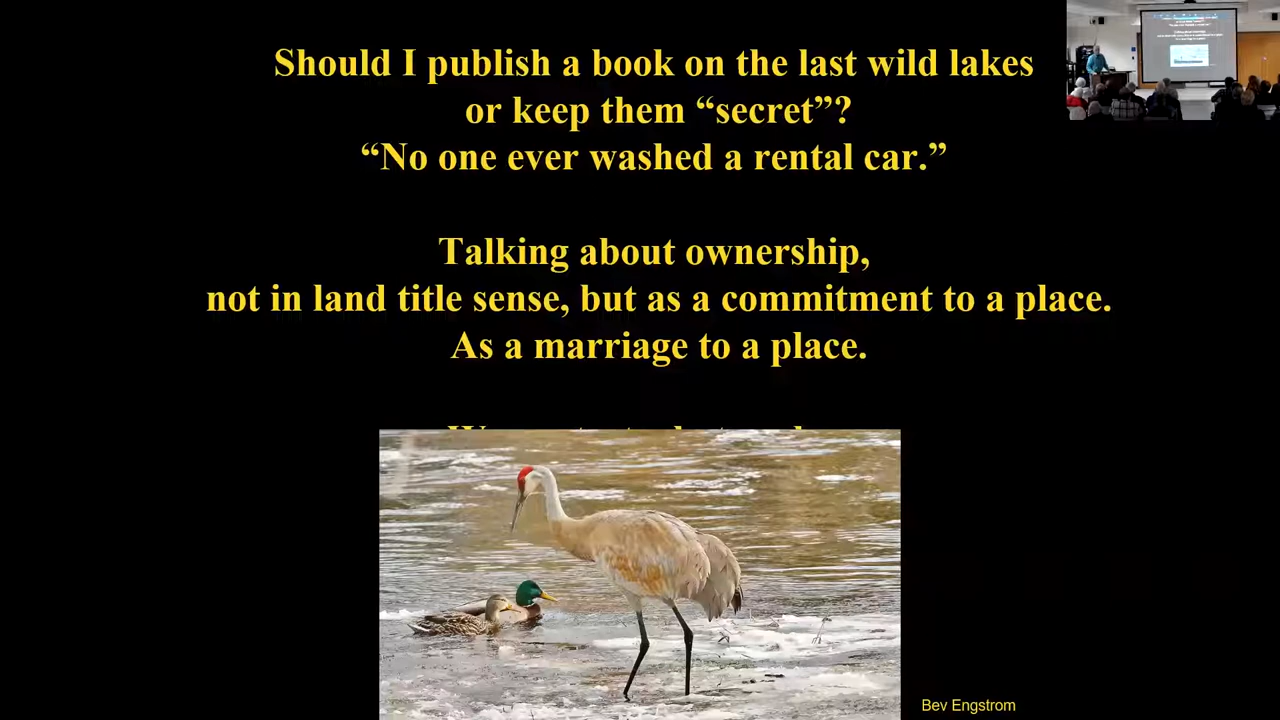 Should I publish a book on the last wild lakes
or keep them “secret”?
“No one ever washed a rental car.”
Talking about ownership,
not in land title sense, but as a commitment to a place.
As a marriage to a place.
Bev Engstrom